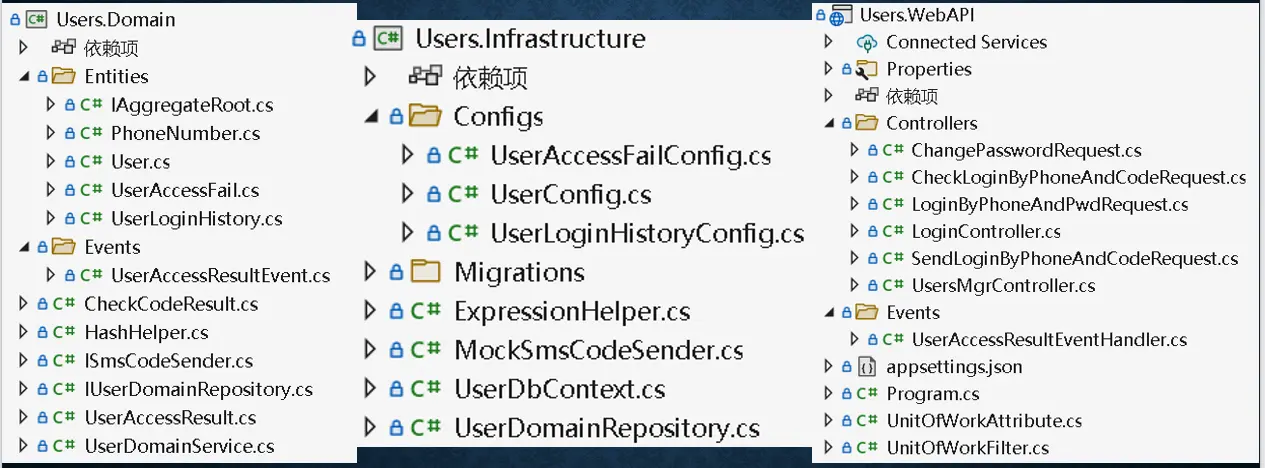 Users.Domain
依赖项
Entities
IAggregateRoot.cs
PhoneNumber.cs
User.cs
UserAccessFail.cs
UserLoginHistory.cs
Events
UserAccessResultEvent.cs
CheckCodeResult.cs
HashHelper.cs
ISmsCodeSender.cs
IUserDomainRepository.cs
UserAccessResult.cs
UserDomainService.cs
Users.Infrastructure
依赖项
Configs
UserAccessFailConfig.cs
UserConfig.cs
UserLoginHistoryConfig.cs
Migrations
ExpressionHelper.cs
MockSmsCodeSender.cs
UserDbContext.cs
UserDomainRepository.cs
Users.WebAPI
Connected Services
Properties
依赖项
Controllers
ChangePasswordRequest.cs
CheckLoginByPhoneAndCodeRequest.cs
LoginByPhoneAndPwdRequest.cs
LoginController.cs
SendLoginByPhoneAndCodeRequest.cs
UsersMgrController.cs
Events
UserAccessResultEventHandler.cs
appsettings.json
Program.cs
UnitOfWorkAttribute.cs
UnitOfWorkFilter.cs